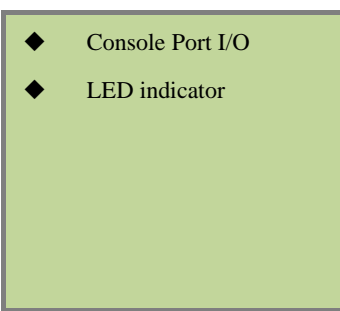 ◆ Console Port I/O
◆ LED indicator